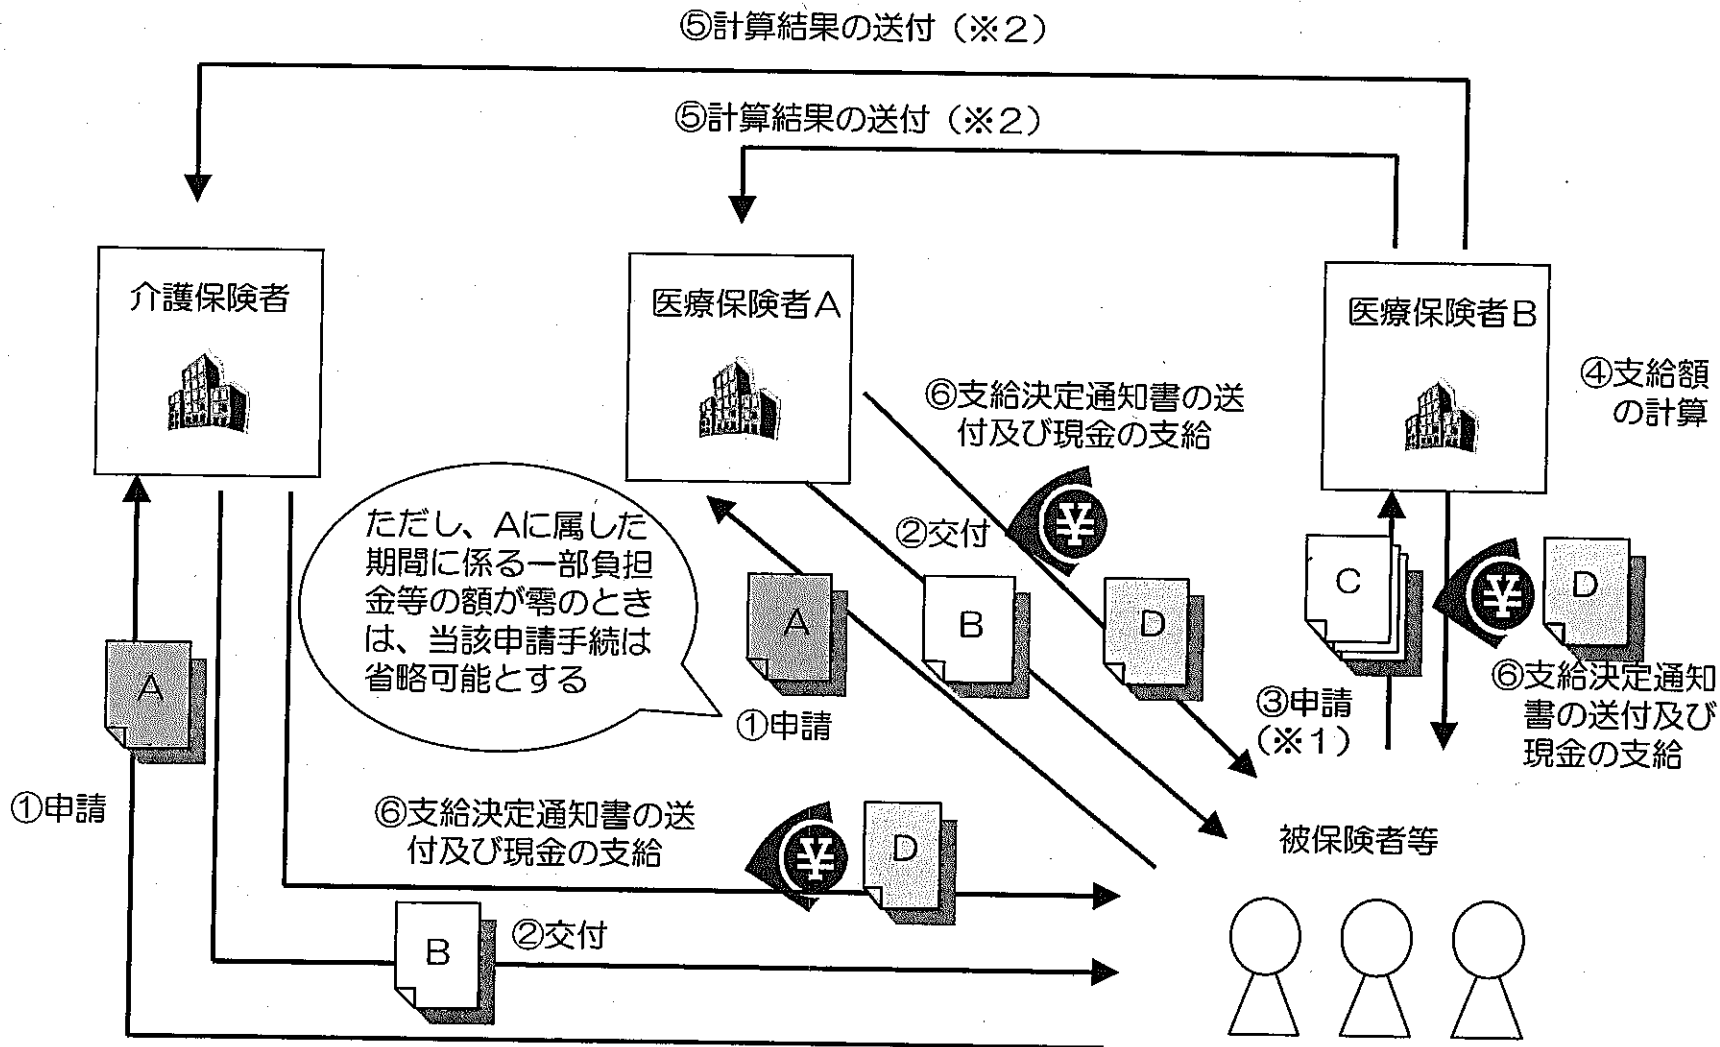 ⑤計算結果の送付（※２）
⑤計算結果の送付（※２）
介護保険者
医療保険者A
医療保険者B
④支給額
の計算
⑥支給決定通知書の送
付及び現金の支給
¥
②交付
ただし、Aに属した
期間に係る一部負担
金等の額が零のとき
は、当該申請手続は
省略可能とする
A
B
D
C
¥
D
A
①申請
③申請
（※１）
⑥支給決定通知
書の送付及び
現金の支給
①申請
⑥支給決定通知書の送
付及び現金の支給
¥
D
被保険者等
B
②交付